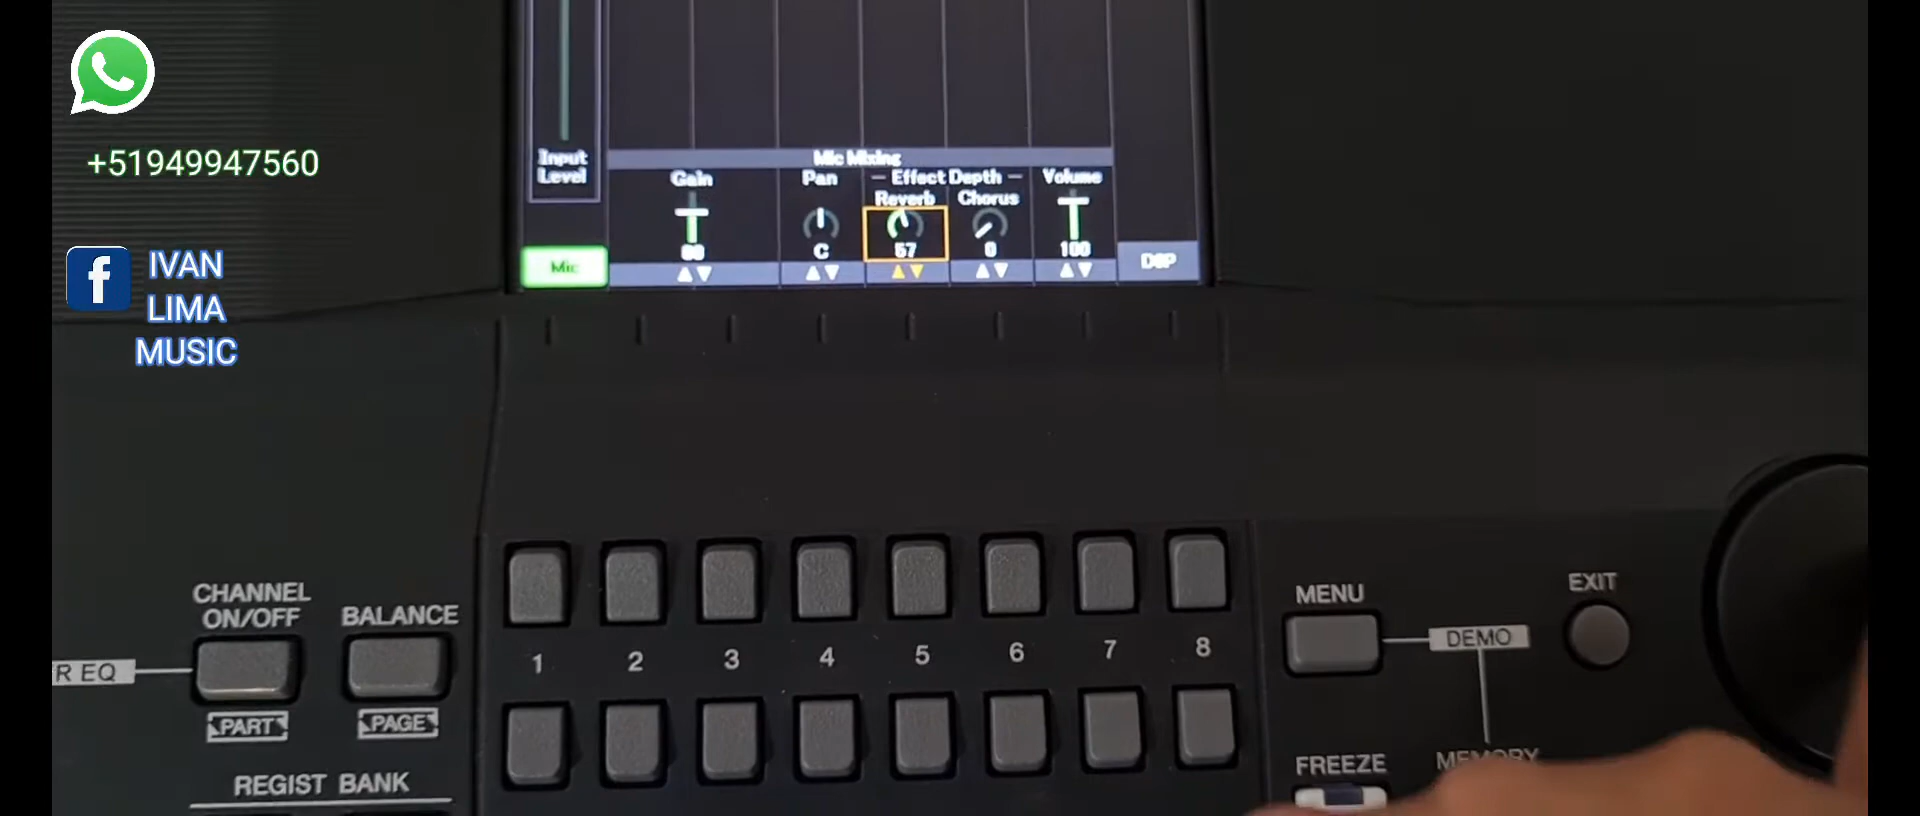 +51949947560
IVAN
LIMA
MUSIC
Input
Level
Mic
Mic Mixing
Gain
Pan
Effect Depth
Volume
Reverb
Chorus
C
57
0
100
DSP
CHANNEL
ON/OFF
BALANCE
R EQ
PART
PAGE
REGIST BANK
1
2
3
4
5
6
7
8
MENU
EXIT
DEMO
FREEZE
MEMORY